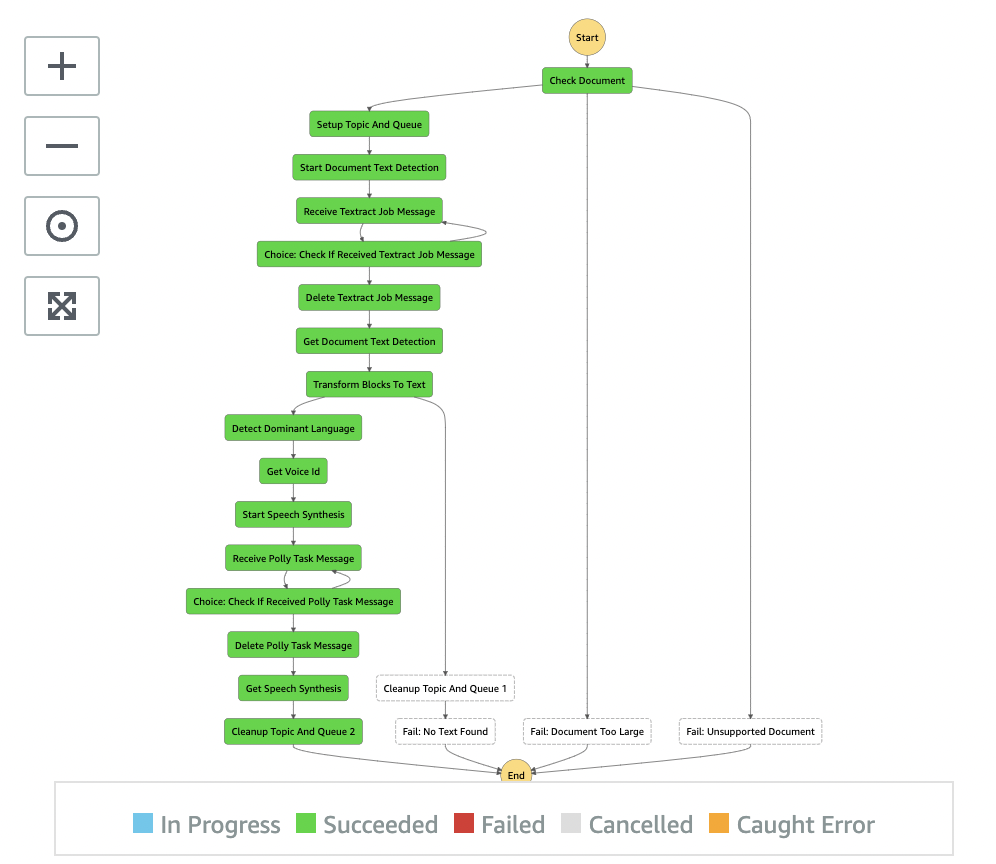 Start
Check Document
Setup Topic And Queue
Start Document Text Detection
Receive Textract Job Message
Choice: Check If Received Textract Job Message
Delete Textract Job Message
Get Document Text Detection
Transform Blocks To Text
Detect Dominant Language
Get Voice Id
Start Speech Synthesis
Receive Polly Task Message
Choice: Check If Received Polly Task Message
Delete Polly Task Message
Get Speech Synthesis
Cleanup Topic And Queue 1
Cleanup Topic And Queue 2
Fail: No Text Found
Fail: Document Too Large
Fail: Unsupported Document
End
In Progress
Succeeded
Failed
Cancelled
Caught Error